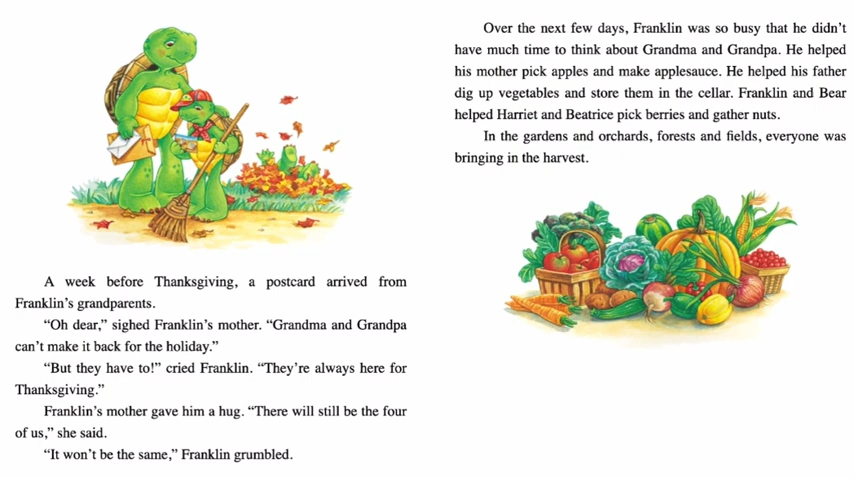 A week before Thanksgiving, a postcard arrived from
Franklin's grandparents.
"Oh dear," sighed Franklin's mother. "Grandma and Grandpa
can't make it back for the holiday."
"But they have to!" cried Franklin. "They're always here for
Thanksgiving."
Franklin's mother gave him a hug. "There will still be the four
of us," she said.
"It won't be the same," Franklin grumbled.
Over the next few days, Franklin was so busy that he didn't
have much time to think about Grandma and Grandpa. He helped
his mother pick apples and make applesauce. He helped his father
dig up vegetables and store them in the cellar. Franklin and Bear
helped Harriet and Beatrice pick berries and gather nuts.
In the gardens and orchards, forests and fields, everyone was
bringing in the harvest.